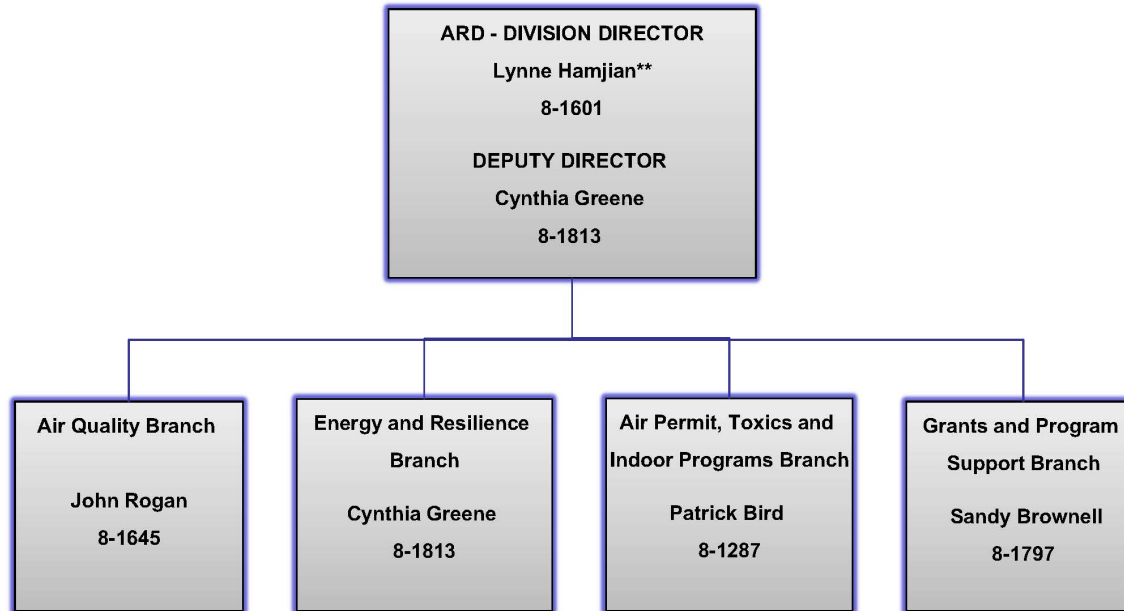 ARD - DIVISION DIRECTOR
Lynne Hamjian**
8-1601
DEPUTY DIRECTOR
Cynthia Greene
8-1813
Air Quality Branch
John Rogan
8-1645
Energy and Resilience
Branch
Cynthia Greene
8-1813
Air Permit, Toxics and
Indoor Programs Branch
Patrick Bird
8-1287
Grants and Program
Support Branch
Sandy Brownell
8-1797